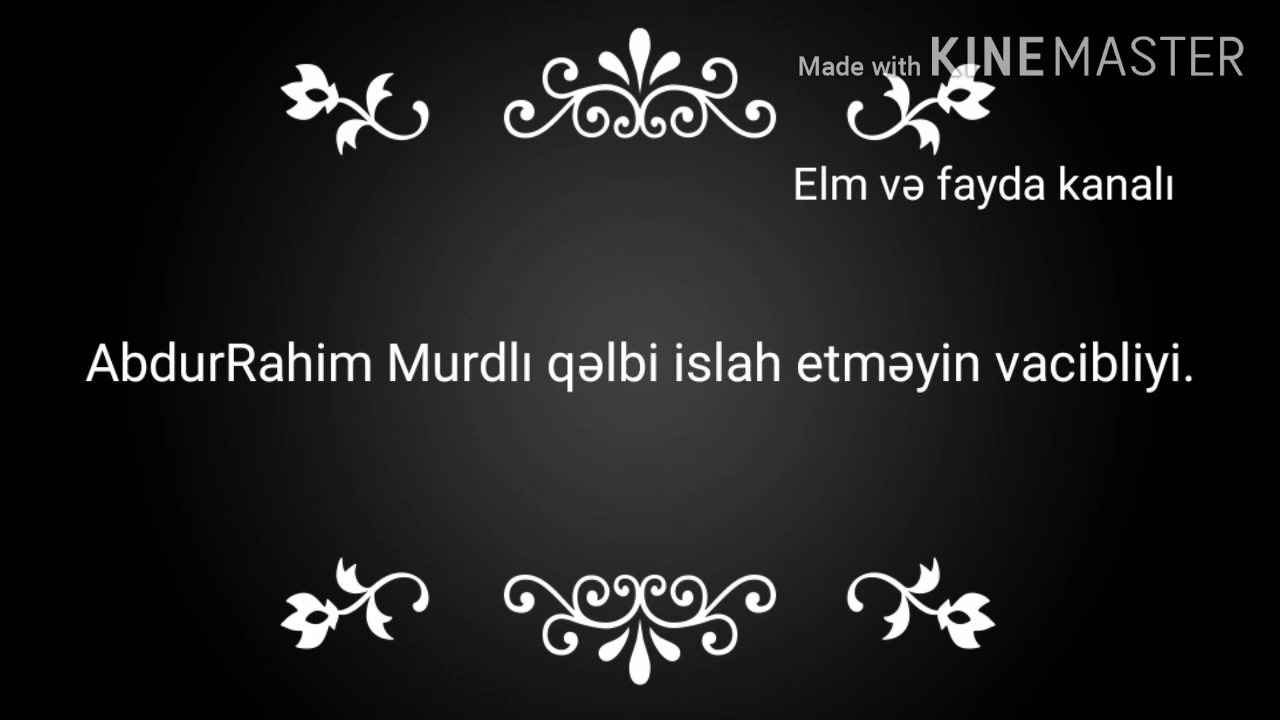 Made with KINEMASTER
Elm və fayda kanalı
AbdurRahim Murdlı qəlbi islah etməyin vacibliyi.